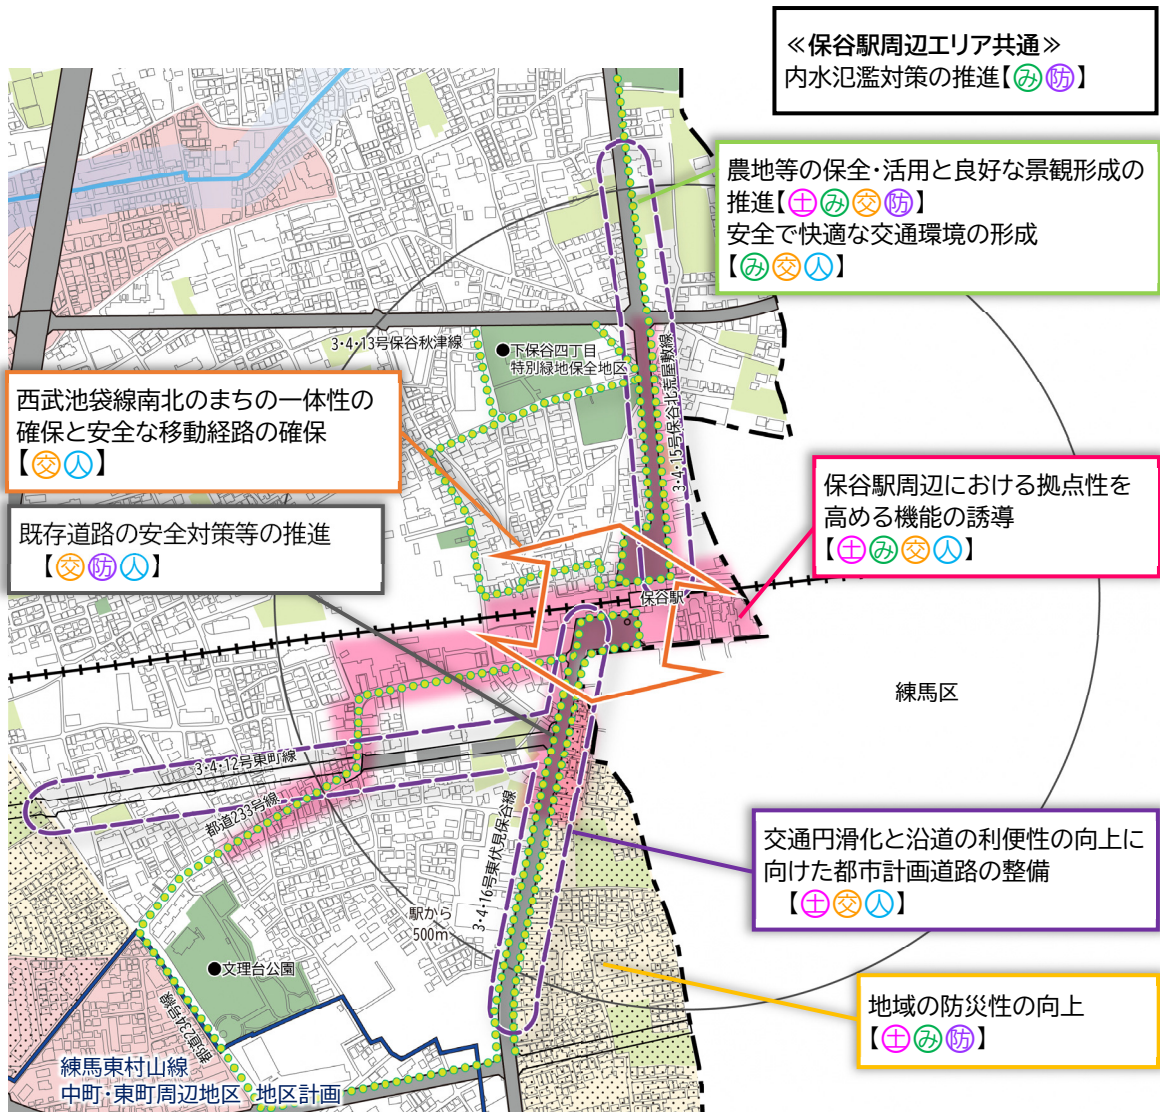 ≪保谷駅周辺エリア共通≫
内水氾濫対策の推進【み防】
農地等の保全・活用と良好な景観形成の
推進【土み交防】
安全で快適な交通環境の形成
【み交人】
3・4・13号保谷秋津線
●下保谷四丁目
特別緑地保全地区
3・4・15号保谷北荒屋敷線
西武池袋線南北のまちの一体性の
確保と安全な移動経路の確保
【交人】
保谷駅周辺における拠点性を
高める機能の誘導
【土み交人】
既存道路の安全対策等の推進
【交防人】
保谷駅
練馬区
3・4・12号東町線
都道233号線
3・4・16号東伏見保谷線
交通円滑化と沿道の利便性の向上に
向けた都市計画道路の整備
【土交人】
駅から
500m
●文理台公園
都道234号線
地域の防災性の向上
【土み防】
練馬東村山線
中町・東町周辺地区 地区計画